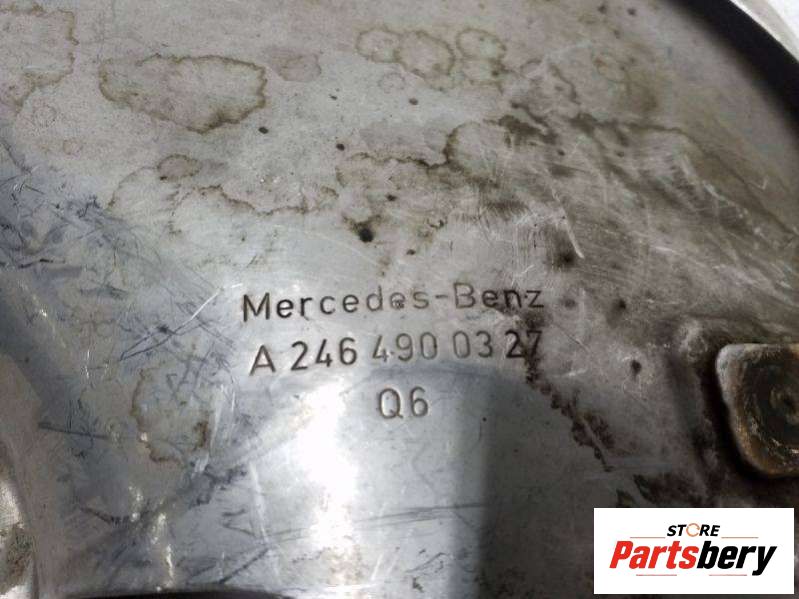 Mercedes-Benz
A 246 490 03 27
Q6
STORE
Partsbery